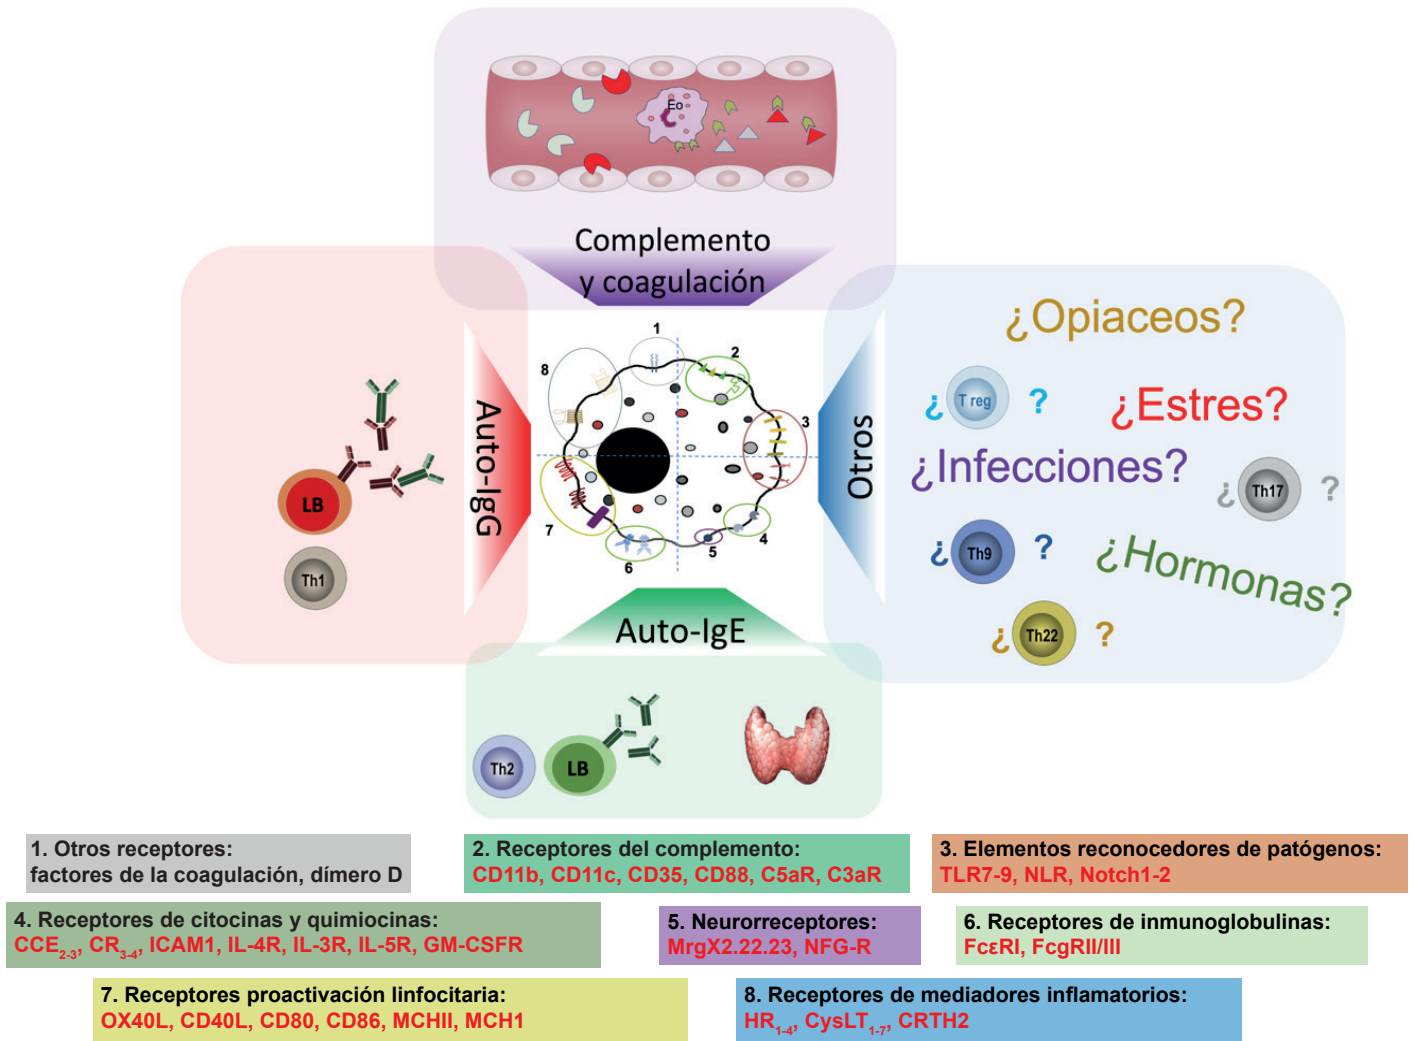 Eo
Complemento
y coagulación
¿Opiaceos?
¿ T reg ?
¿Estres?
¿Infecciones?
¿ Th17 ?
¿ Th9 ?
¿Hormonas?
¿ Th22 ?
Otros
Auto-IgG
LB
Th1
1
2
3
4
5
6
7
8
Auto-IgE
Th2
LB
1. Otros receptores:
factores de la coagulación, dímero D
2. Receptores del complemento:
CD11b, CD11c, CD35, CD88, C5aR, C3aR
3. Elementos reconocedores de patógenos:
TLR7-9, NLR, Notch1-2
4. Receptores de citocinas y quimiocinas:
CCE2-3, CR3-4, ICAM1, IL-4R, IL-3R, IL-5R, GM-CSFR
5. Neurorreceptores:
MrgX2.22.23, NFG-R
6. Receptores de inmunoglobulinas:
FcεRI, FcgRII/III
7. Receptores proactivación linfocitaria:
OX40L, CD40L, CD80, CD86, MCHII, MCH1
8. Receptores de mediadores inflamatorios:
HR1-4, CysLT1-7, CRTH2